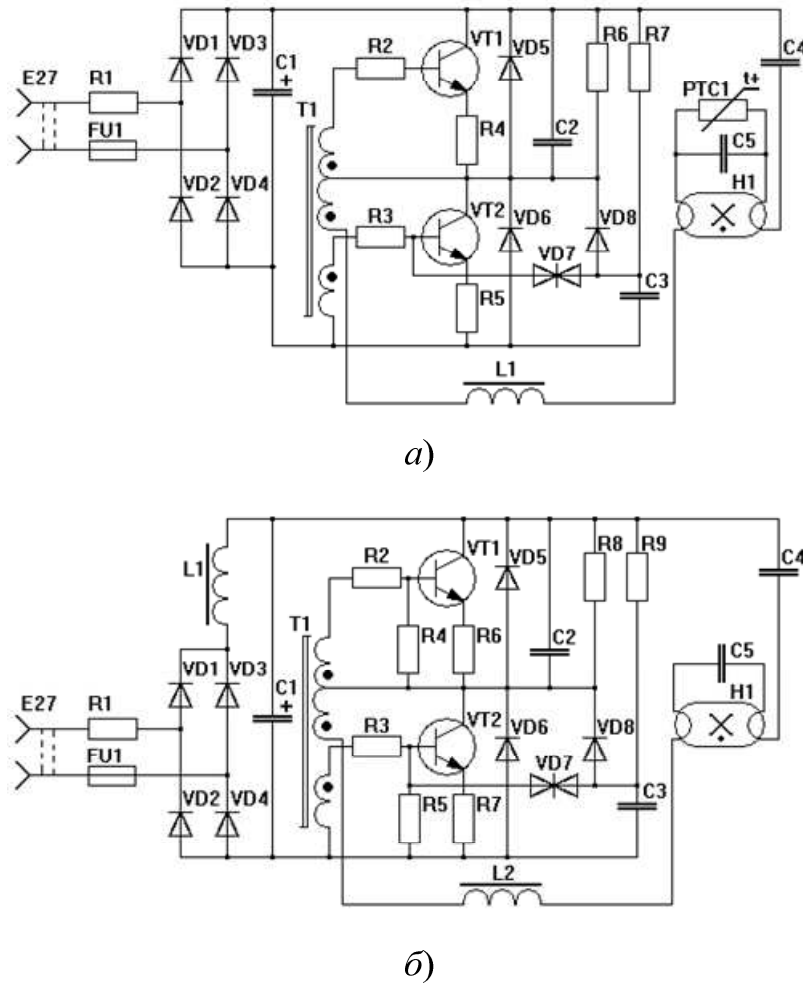 R6 R7
VT1
VD1 VD3
R2
VD5
C4
C1
E27
R1
t+
+
PTC1
T1
R4
C2
FU1
C5
VD2 VD4
R3
VT2
VD6
VD8
H1
VD7
R5
C3
L1
а)
VT1
R8 R9
L1
R2
VD5
C4
T1
R4 R6
C2
C5
VD1 VD3
C1
E27
R1
+
R3
VT2
VD6
VD8
H1
FU1
VD7
VD2 VD4
R5 R7
C3
L2
б)